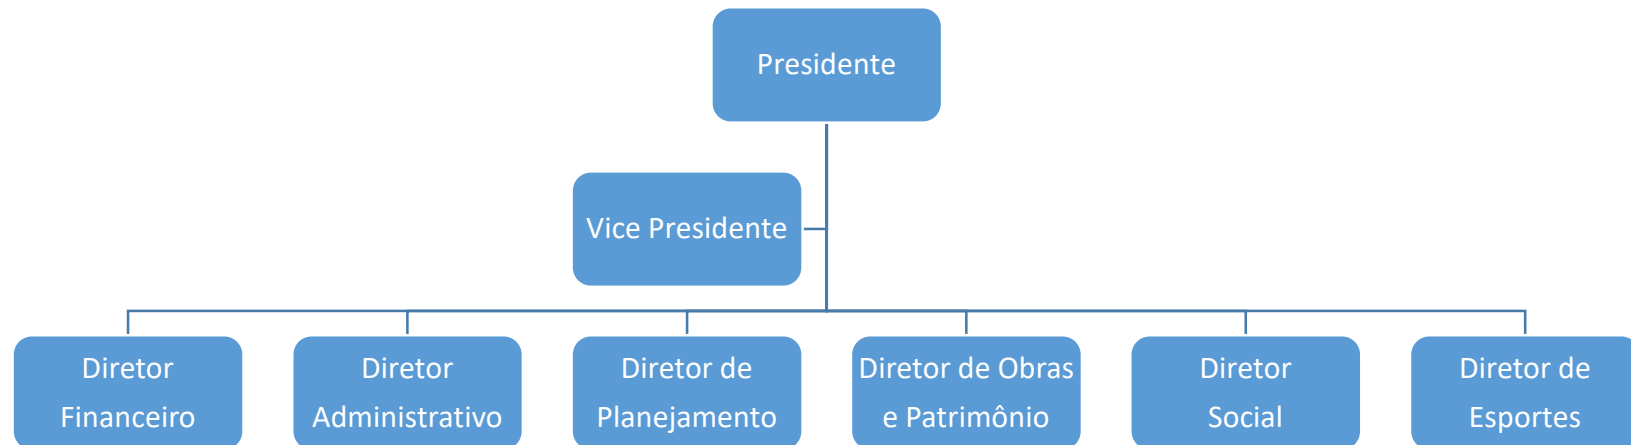 Presidente
Vice Presidente
Diretor
Financeiro
Diretor
Administrativo
Diretor de
Planejamento
Diretor de Obras
e Patrimônio
Diretor
Social
Diretor de
Esportes